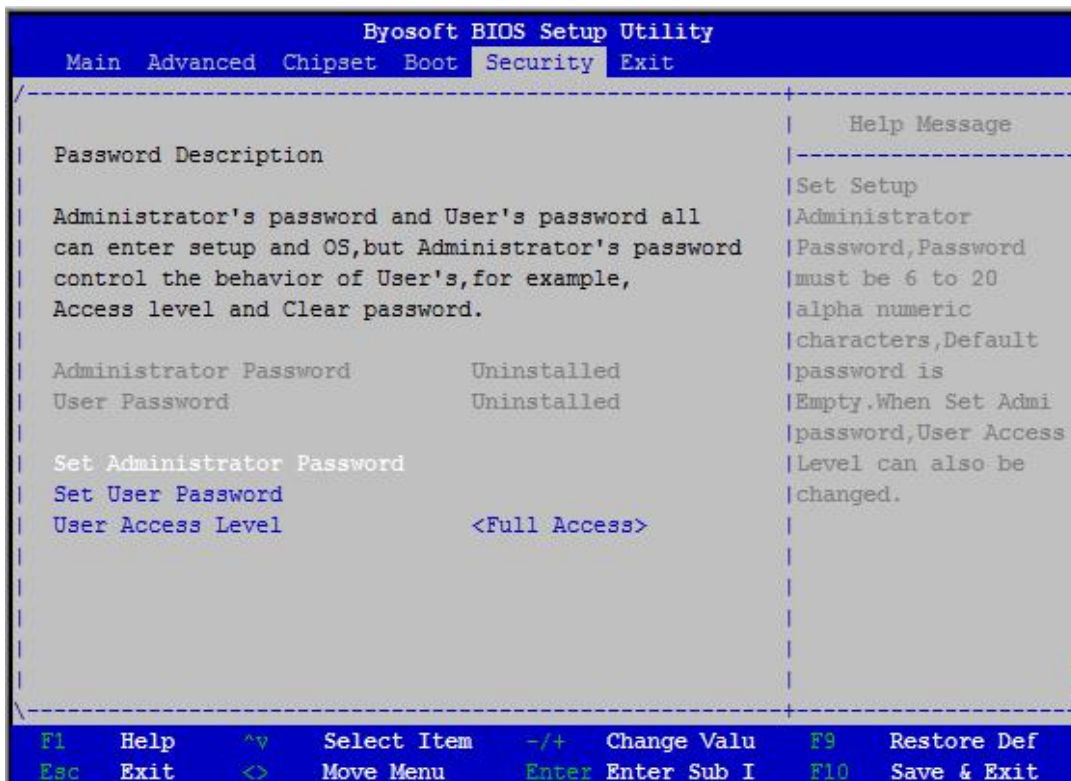 Byosoft BIOS Setup Utility
Main Advanced Chipset Boot Security Exit
Help Message
Password Description
Set Setup
Administrator's password and User's password all
Administrator
can enter setup and OS,but Administrator's password
Password,Password
control the behavior of User's,for example,
must be 6 to 20
Access level and Clear password.
alpha numeric
characters,Default
Administrator Password Uninstalled
password is
User Password Uninstalled
Empty.When Set Admi
password,User Access
Set Administrator Password
Level can also be
Set User Password
changed.
User Access Level <Full Access>
F1 Help ^v Select Item -/+ Change Valu F9 Restore Def
Esc Exit <> Move Menu Enter Enter Sub I F10 Save & Exit